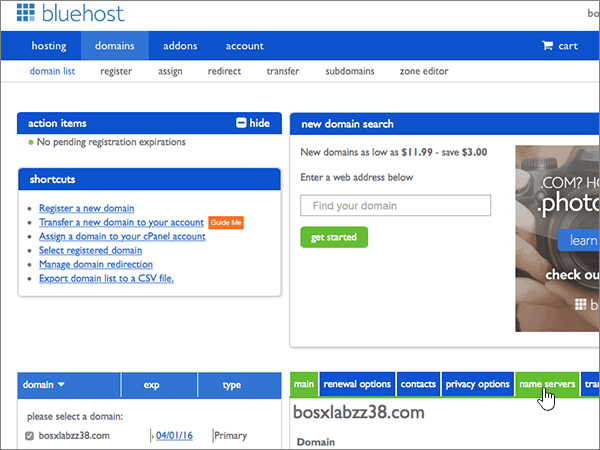 bluehost
bo
hosting domains addons account cart
domain list register assign redirect transfer subdomains zone editor
action items hide
No pending registration expirations
shortcuts
Register a new domain
Transfer a new domain to your account Guide Me
Assign a domain to your cPanel account
Select registered domain
Manage domain redirection
Export domain list to a CSV file.
new domain search
New domains as low as $11.99 - save $3.00
Enter a web address below
Find your domain
get started
.COM? HO
.photo
learn
check ou
b
domain exp type
please select a domain:
bosxlabzz38.com 04/01/16 Primary
main renewal options contacts privacy options name servers tra
bosxlabzz38.com
Domain